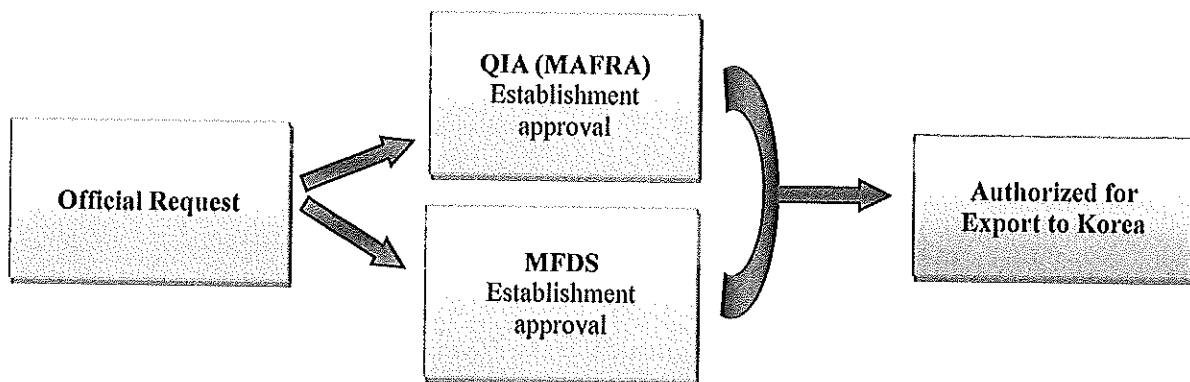 Official Request
QIA (MAFRA)
Establishment
approval
MFDS
Establishment
approval
Authorized for
Export to Korea